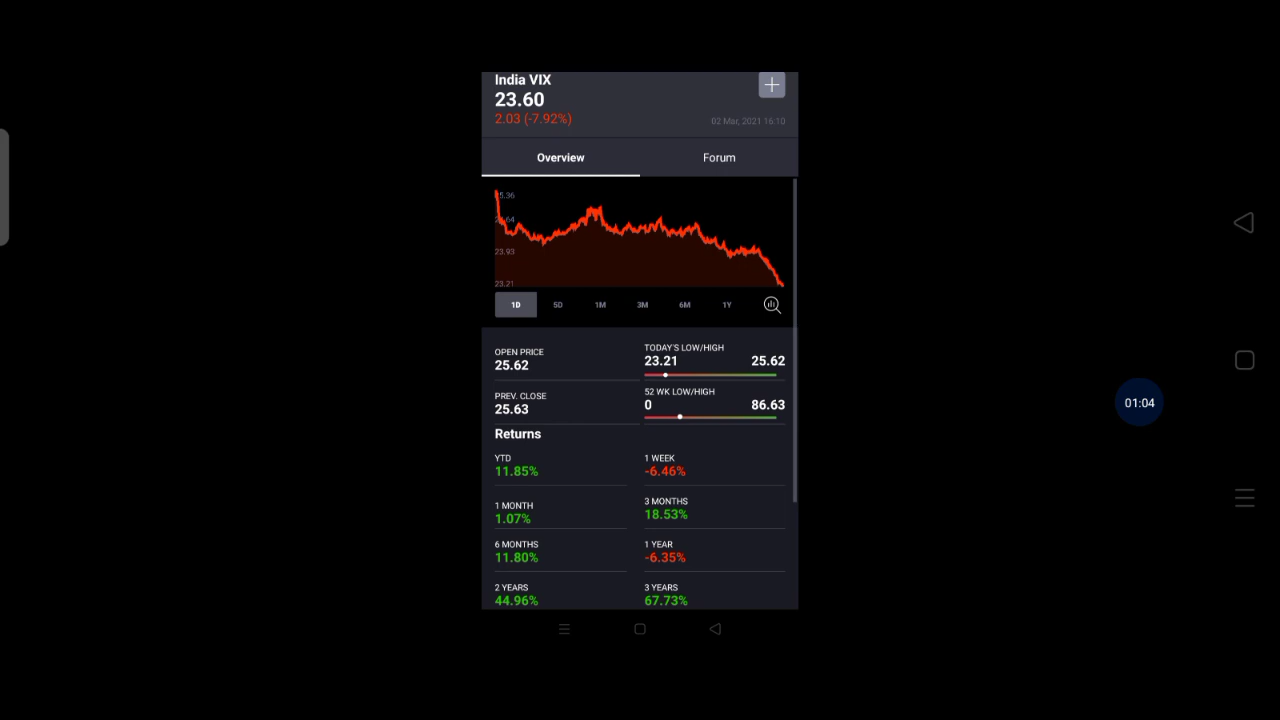 India VIX
23.60
2.03 (-7.92%)
02 Mar, 2021 16:10
Overview
Forum
23.93
23.21
1D 5D 1M 3M 6M 1Y
OPEN PRICE
25.62
TODAY'S LOW/HIGH
23.21 25.62
PREV. CLOSE
25.63
52 WK LOW/HIGH
0 86.63
Returns
YTD
11.85%
1 WEEK
-6.46%
1 MONTH
1.07%
3 MONTHS
18.53%
6 MONTHS
11.80%
1 YEAR
-6.35%
2 YEARS
44.96%
3 YEARS
67.73%
01:04